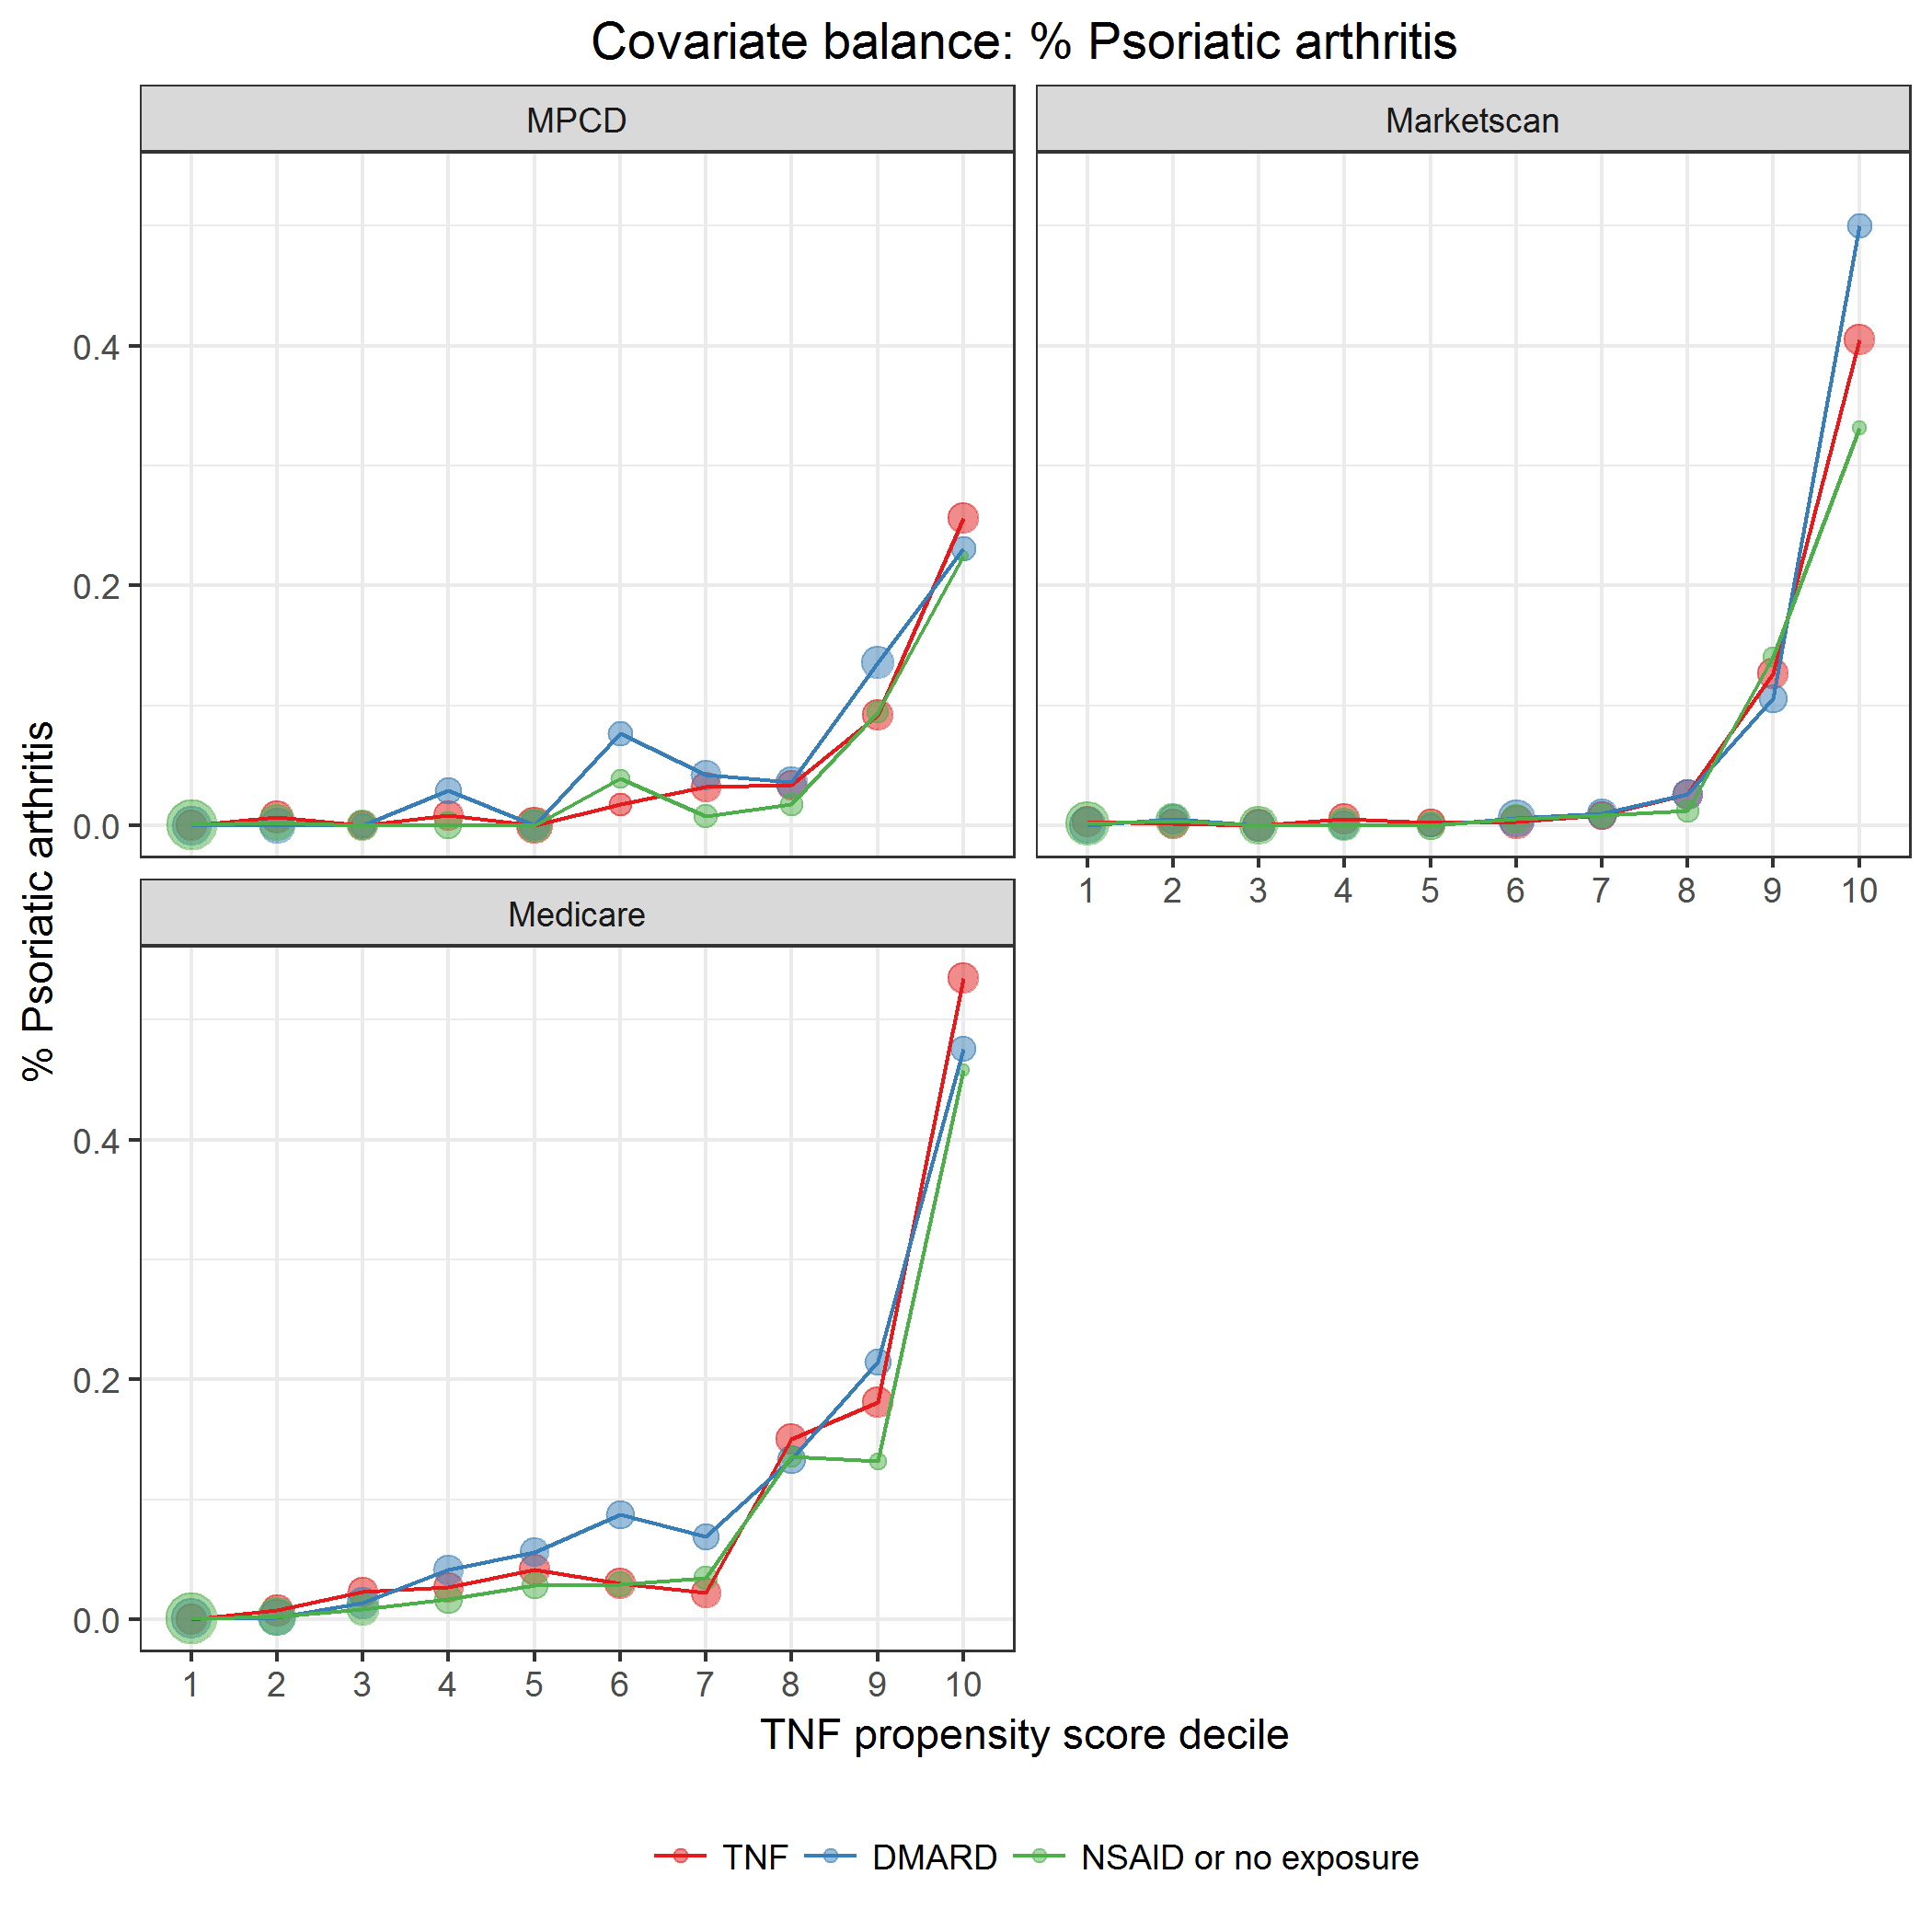 Covariate balance: % Psoriatic arthritis
MPCD
Marketscan
0.4
0.2
0.0
1 2 3 4 5 6 7 8 9 10
Medicare
% Psoriatic arthritis
0.4
0.2
0.0
1 2 3 4 5 6 7 8 9 10
TNF propensity score decile
TNF DMARD NSAID or no exposure